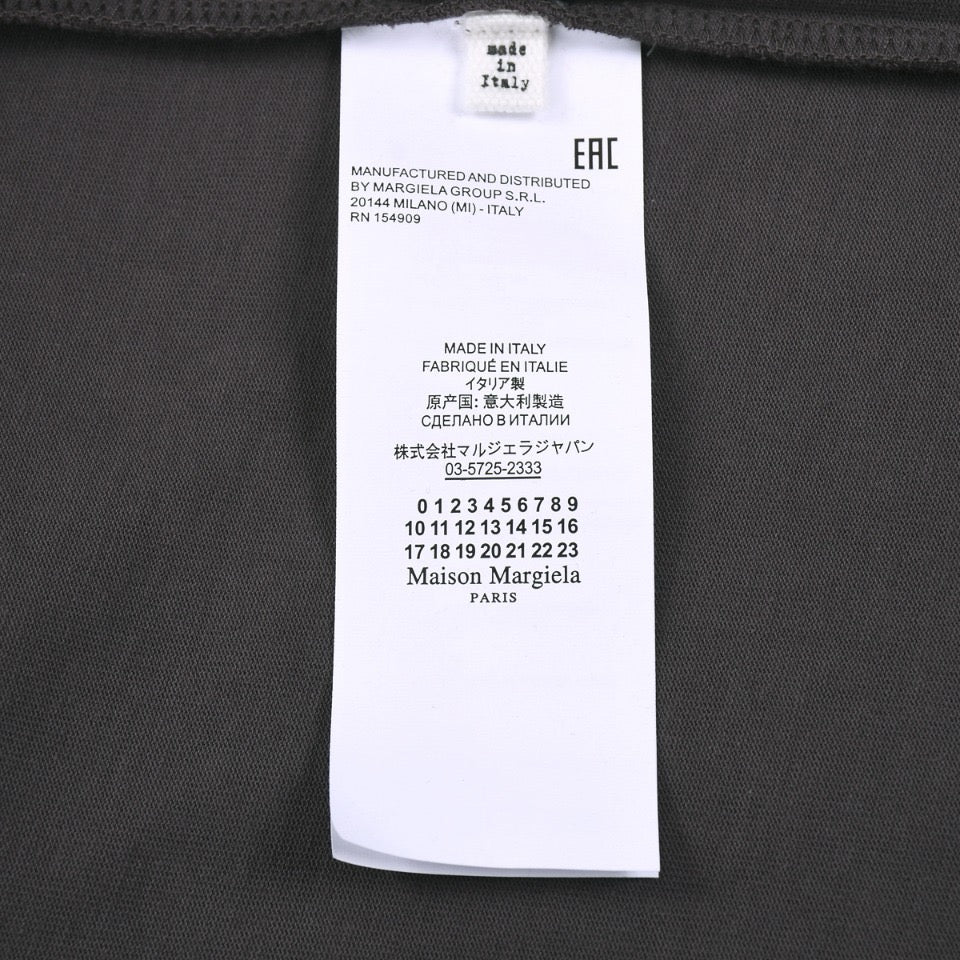 made
in
Italy
EAC
MANUFACTURED AND DISTRIBUTED
BY MARGIELA GROUP S.R.L.
20144 MILANO (MI) - ITALY
RN 154909
MADE IN ITALY
FABRIQUÉ EN ITALIE
イタリア製
原产国: 意大利製造
СДЕЛАНО В ИТАЛИИ
株式会社マルジェラジャパン
03-5725-2333
0 1 2 3 4 5 6 7 8 9
10 11 12 13 14 15 16
17 18 19 20 21 22 23
Maison Margiela
PARIS